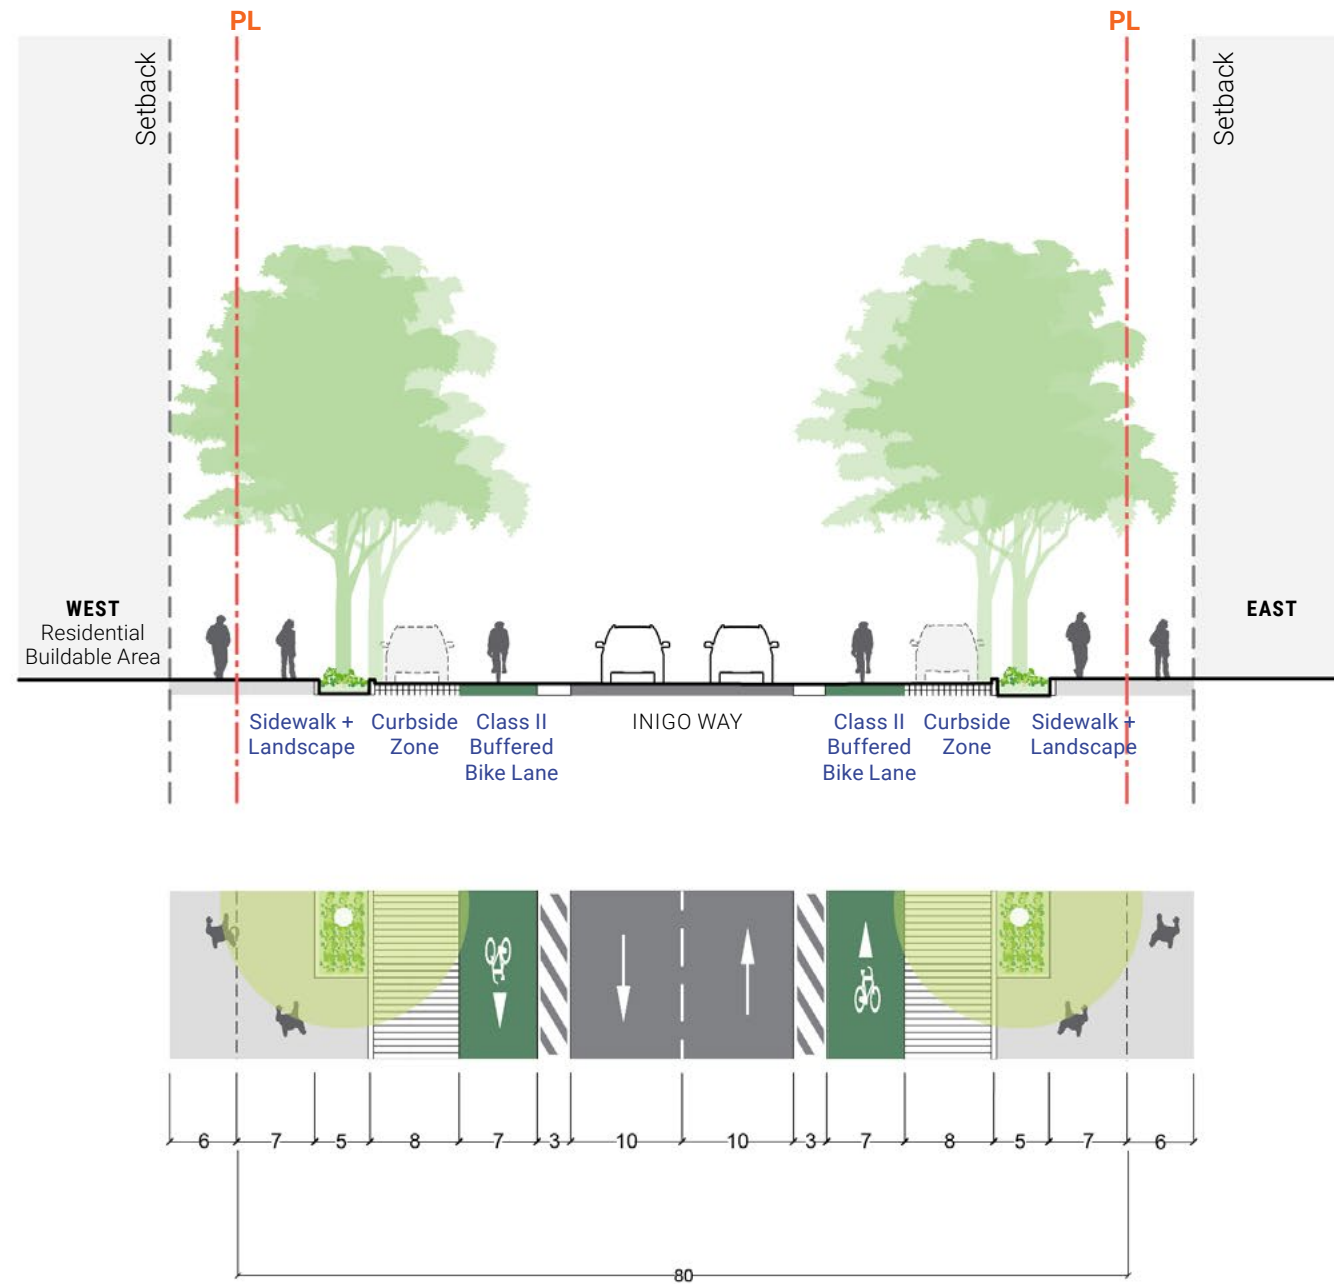 PL
PL
Setback
Setback
WEST
Residential
Buildable Area
EAST
Sidewalk +
Landscape
Curbside
Zone
Class II
Buffered
Bike Lane
INIGO WAY
Class II
Buffered
Bike Lane
Curbside
Zone
Sidewalk +
Landscape
6 7 5 8 7 3 10 10 3 7 8 5 7 6
80